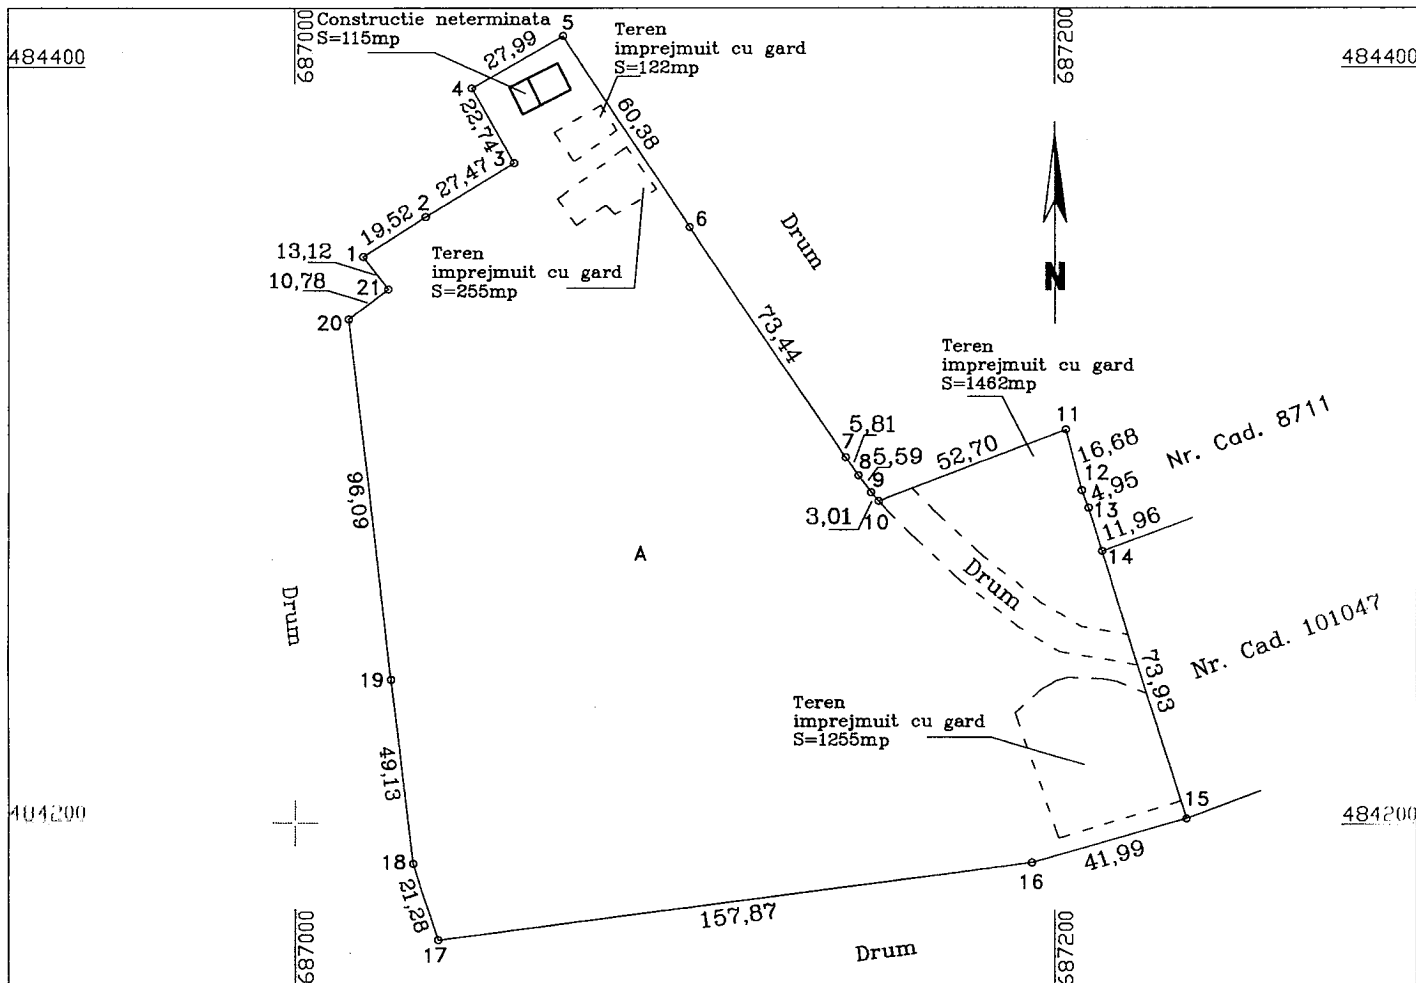 Constructie neterminata
S=115mp
687000
5
Teren
imprejmuit cu gard
S=122mp
687200
484400
484400
27,99
4
22,74
60,38
3
27,47
2
19,52
6
Drum
1
13,12
Teren
imprejmuit cu gard
S=255mp
21
10,78
N
20
73,44
Teren
imprejmuit cu gard
S=1462mp
11
5,81
7
16,68
Nr. Cad. 8711
52,70
8
5,59
9
12
4,95
3,01
10
13
11,96
14
96,09
A
Drum
Drum
Nr. Cad. 101047
73,93
19
Teren
imprejmuit cu gard
S=1255mp
49,13
484200
15
484200
18
41,99
16
21,28
157,87
17
687000
Drum
687200